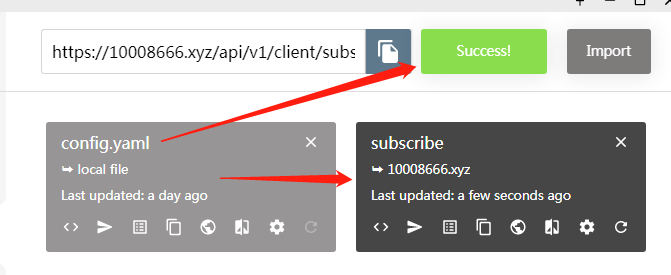 https://10008666.xyz/api/v1/client/subs
Success!
Import
config.yaml
local file
Last updated: a day ago
subscribe
10008666.xyz
Last updated: a few seconds ago